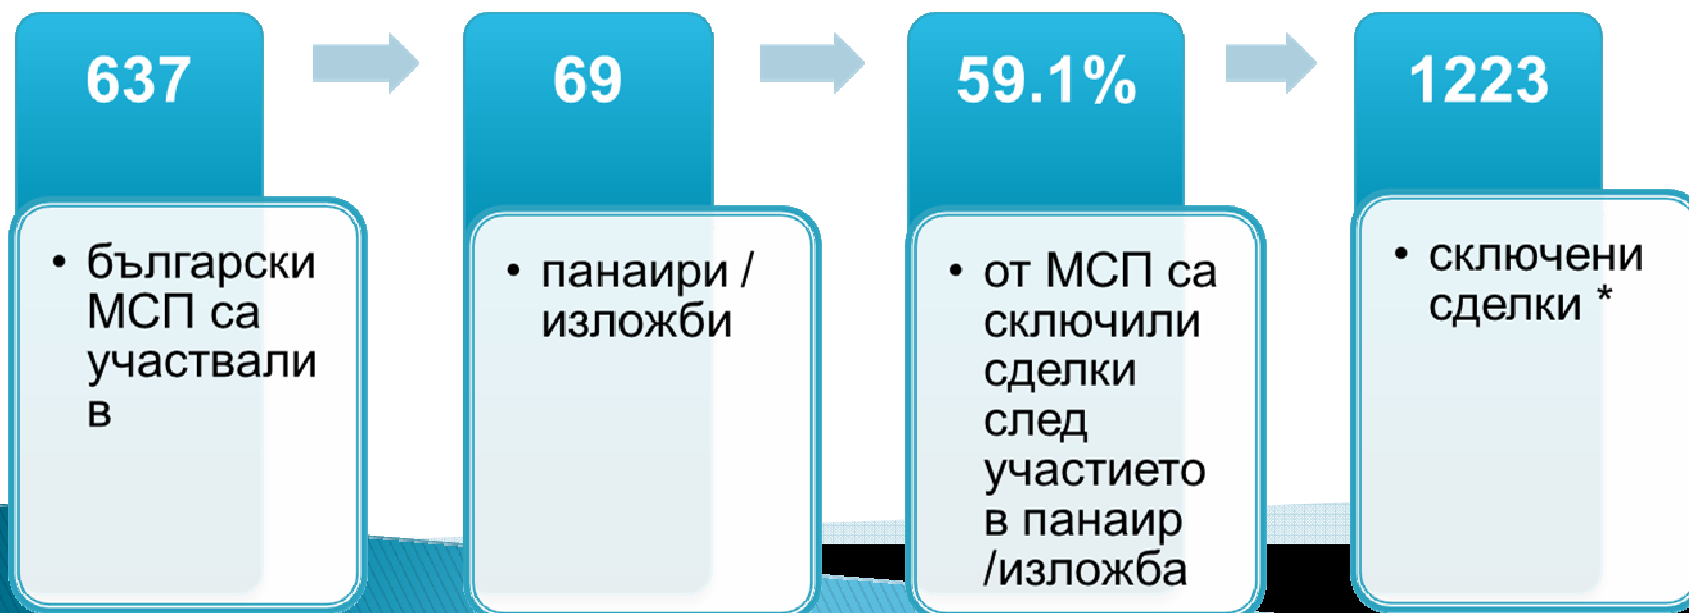 637
• български
МСП са
участвали
в
69
• панаири /
изложби
59.1%
• от МСП са
сключили
сделки
след
участието
в панаир
/изложба
1223
• сключени
сделки *